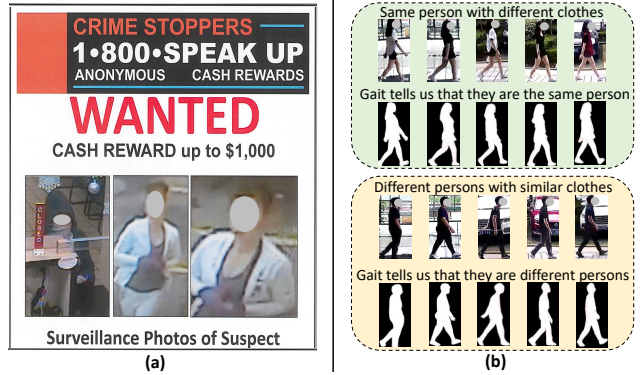 CRIME STOPPERS
1•800•SPEAK UP
ANONYMOUS CASH REWARDS
WANTED
CASH REWARD up to $1,000
CLOSED
Surveillance Photos of Suspect
(a)
Same person with different clothes
Gait tells us that they are the same person
Different persons with similar clothes
Gait tells us that they are different persons
(b)